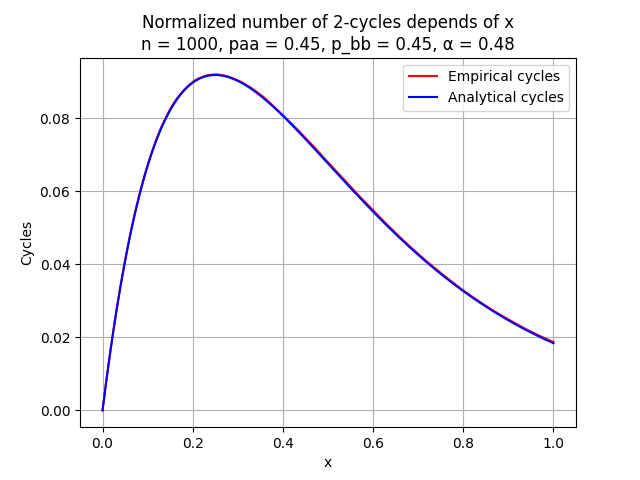 Normalized number of 2-cycles depends of x
n = 1000, paa = 0.45, p_bb = 0.45, α = 0.48
Empirical cycles
Analytical cycles
Cycles
0.08
0.06
0.04
0.02
0.00
0.0 0.2 0.4 0.6 0.8 1.0
x